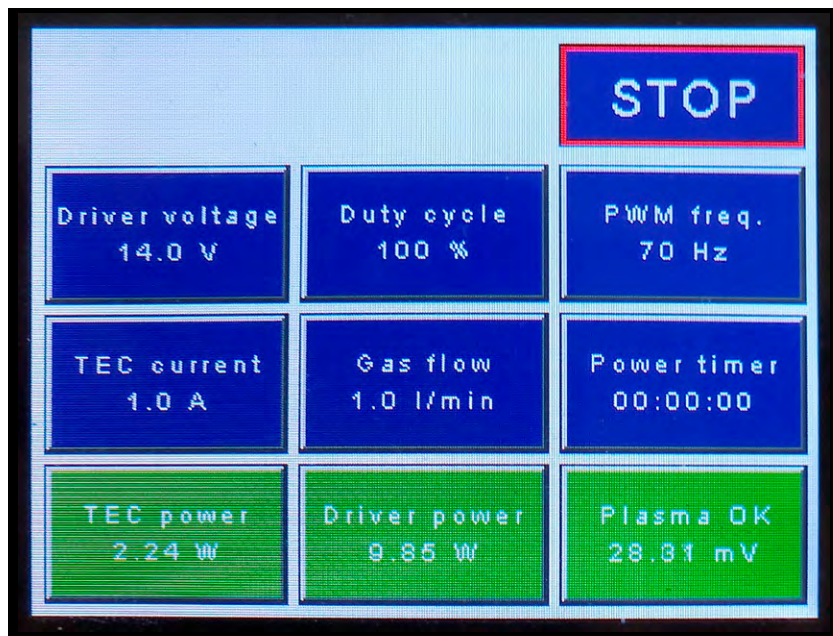 STOP
Driver voltage
14.0 V
Duty cycle
100 %
PWM freq.
70 Hz
TEC current
1.0 A
Gas flow
1.0 l/min
Power timer
00:00:00
TEC power
2.24 W
Driver power
9.85 W
Plasma OK
28.31 mV